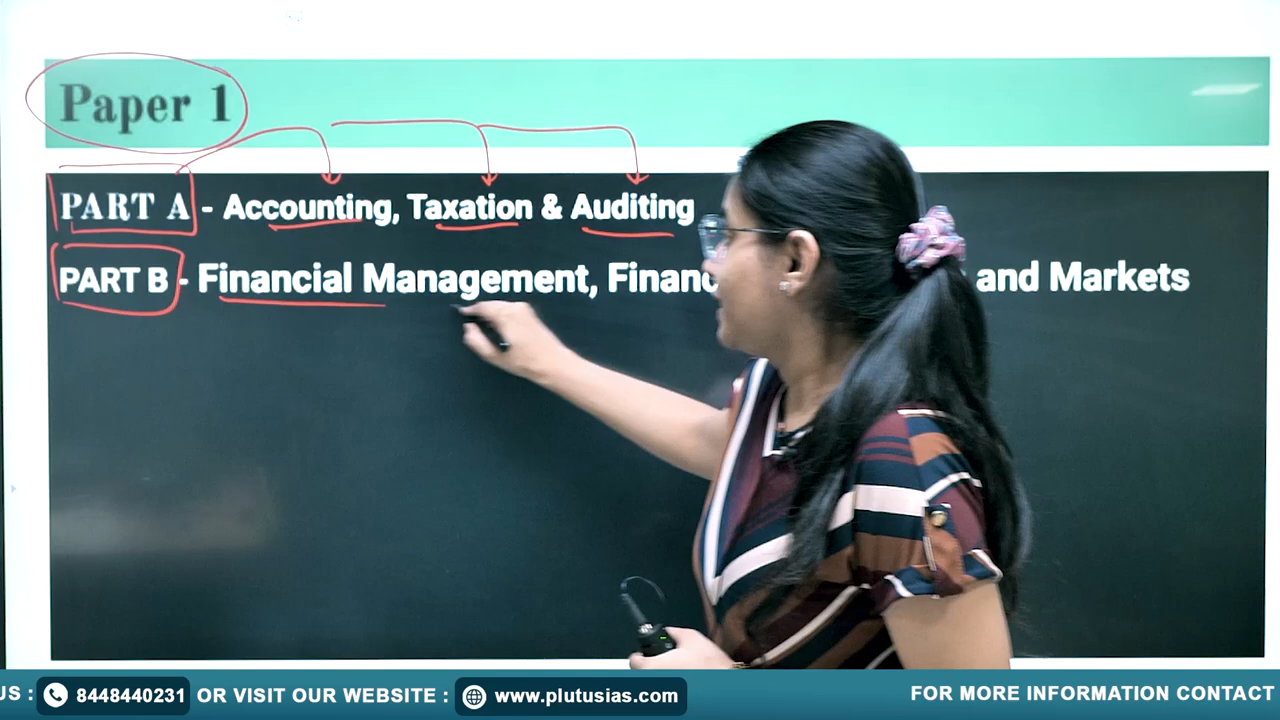 Paper 1
PART A - Accounting, Taxation & Auditing
PART B - Financial Management, and Markets
US : 8448440231 OR VISIT OUR WEBSITE : www.plutusias.com FOR MORE INFORMATION CONTACT